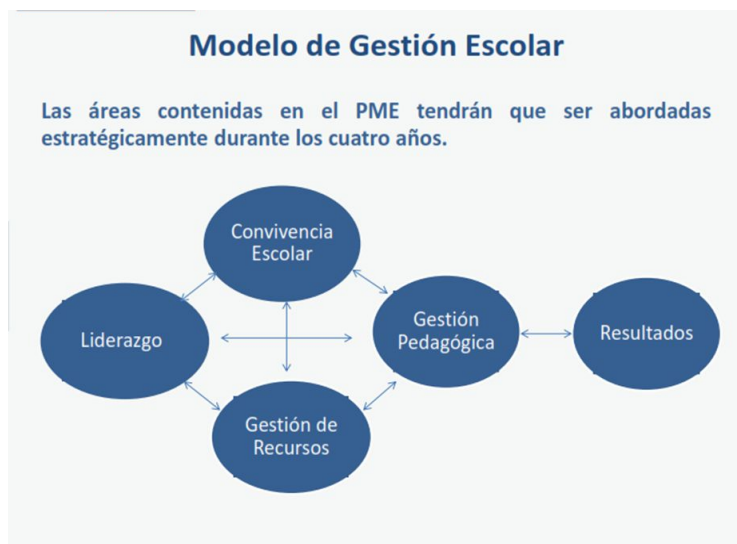 Modelo de Gestión Escolar
Las áreas contenidas en el PME tendrán que ser abordadas
estratégicamente durante los cuatro años.
Convivencia
Escolar
Liderazgo
Gestión
Pedagógica
Resultados
Gestión de
Recursos